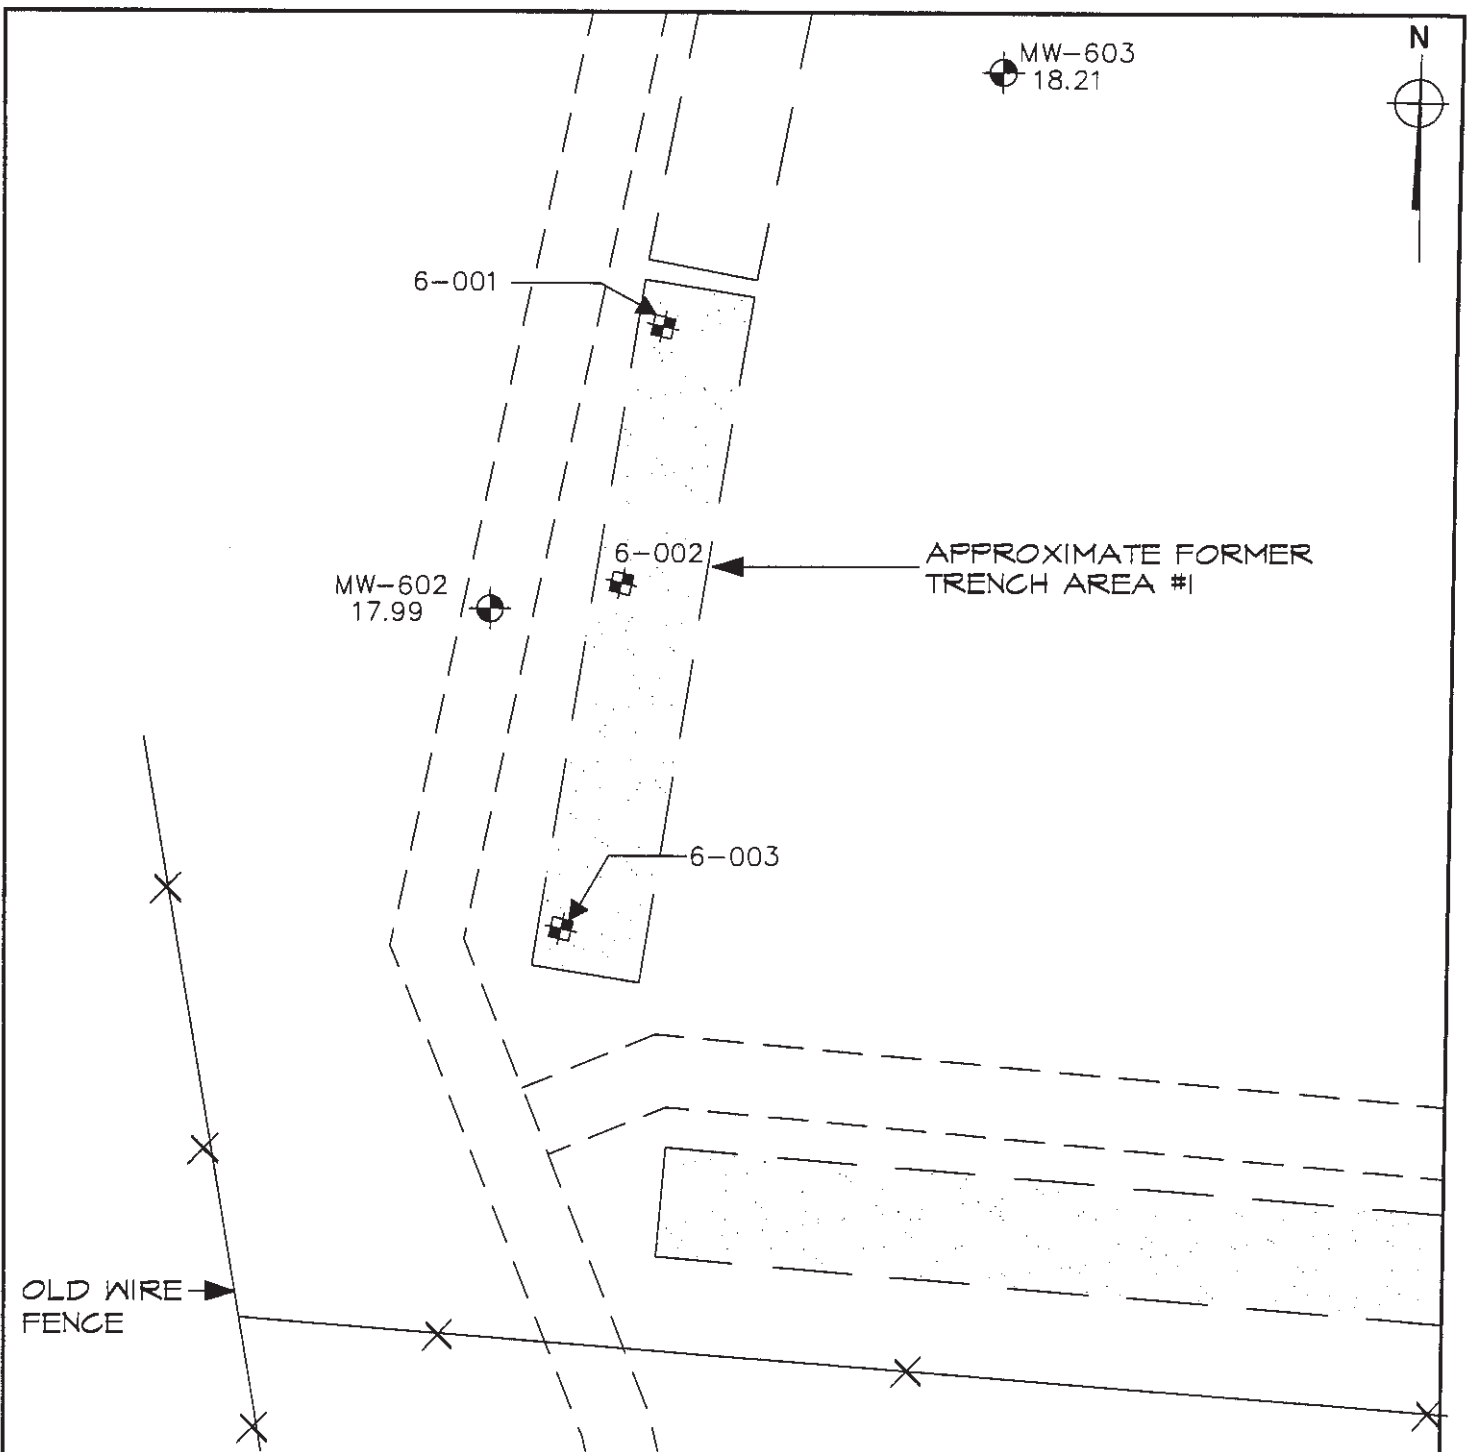 N
MW-603
18.21
6-001
6-002
APPROXIMATE FORMER
TRENCH AREA #1
MW-602
17.99
6-003
OLD WIRE
FENCE